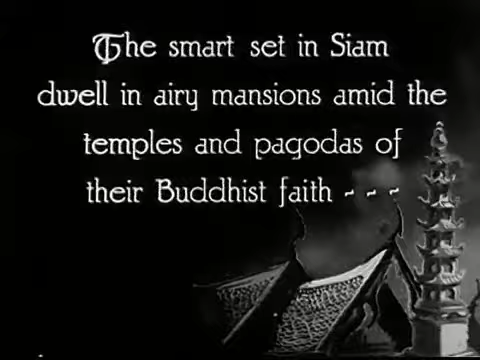 The smart set in Siam
dwell in airy mansions amid the
temples and pagodas of
their Buddhist faith - - -